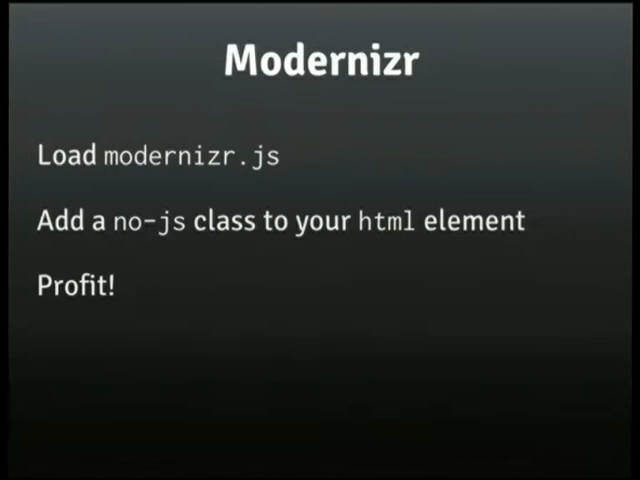 Modernizr
Load modernizr.js
Add a no-js class to your html element
Profit!